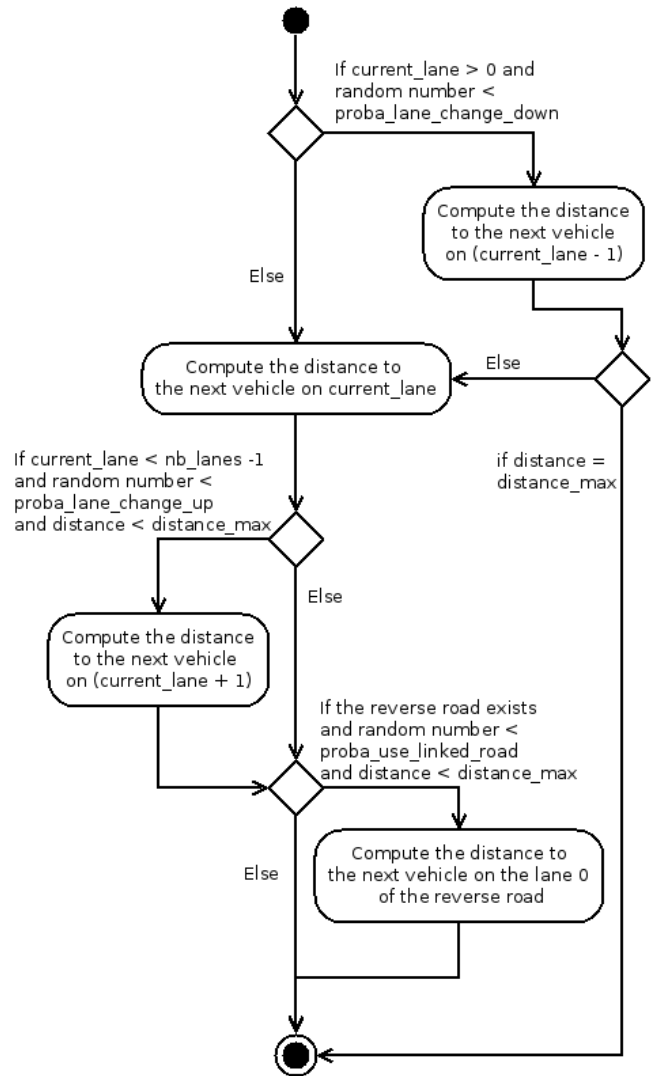 If current_lane > 0 and
random number <
proba_lane_change_down
Compute the distance
to the next vehicle
on (current_lane - 1)
Else
Compute the distance to
the next vehicle on current_lane
Else
If current_lane < nb_lanes -1
and random number <
proba_lane_change_up
and distance < distance_max
if distance =
distance_max
Else
Compute the distance
to the next vehicle
on (current_lane + 1)
If the reverse road exists
and random number <
proba_use_linked_road
and distance < distance_max
Else
Compute the distance to
the next vehicle on the lane 0
of the reverse road